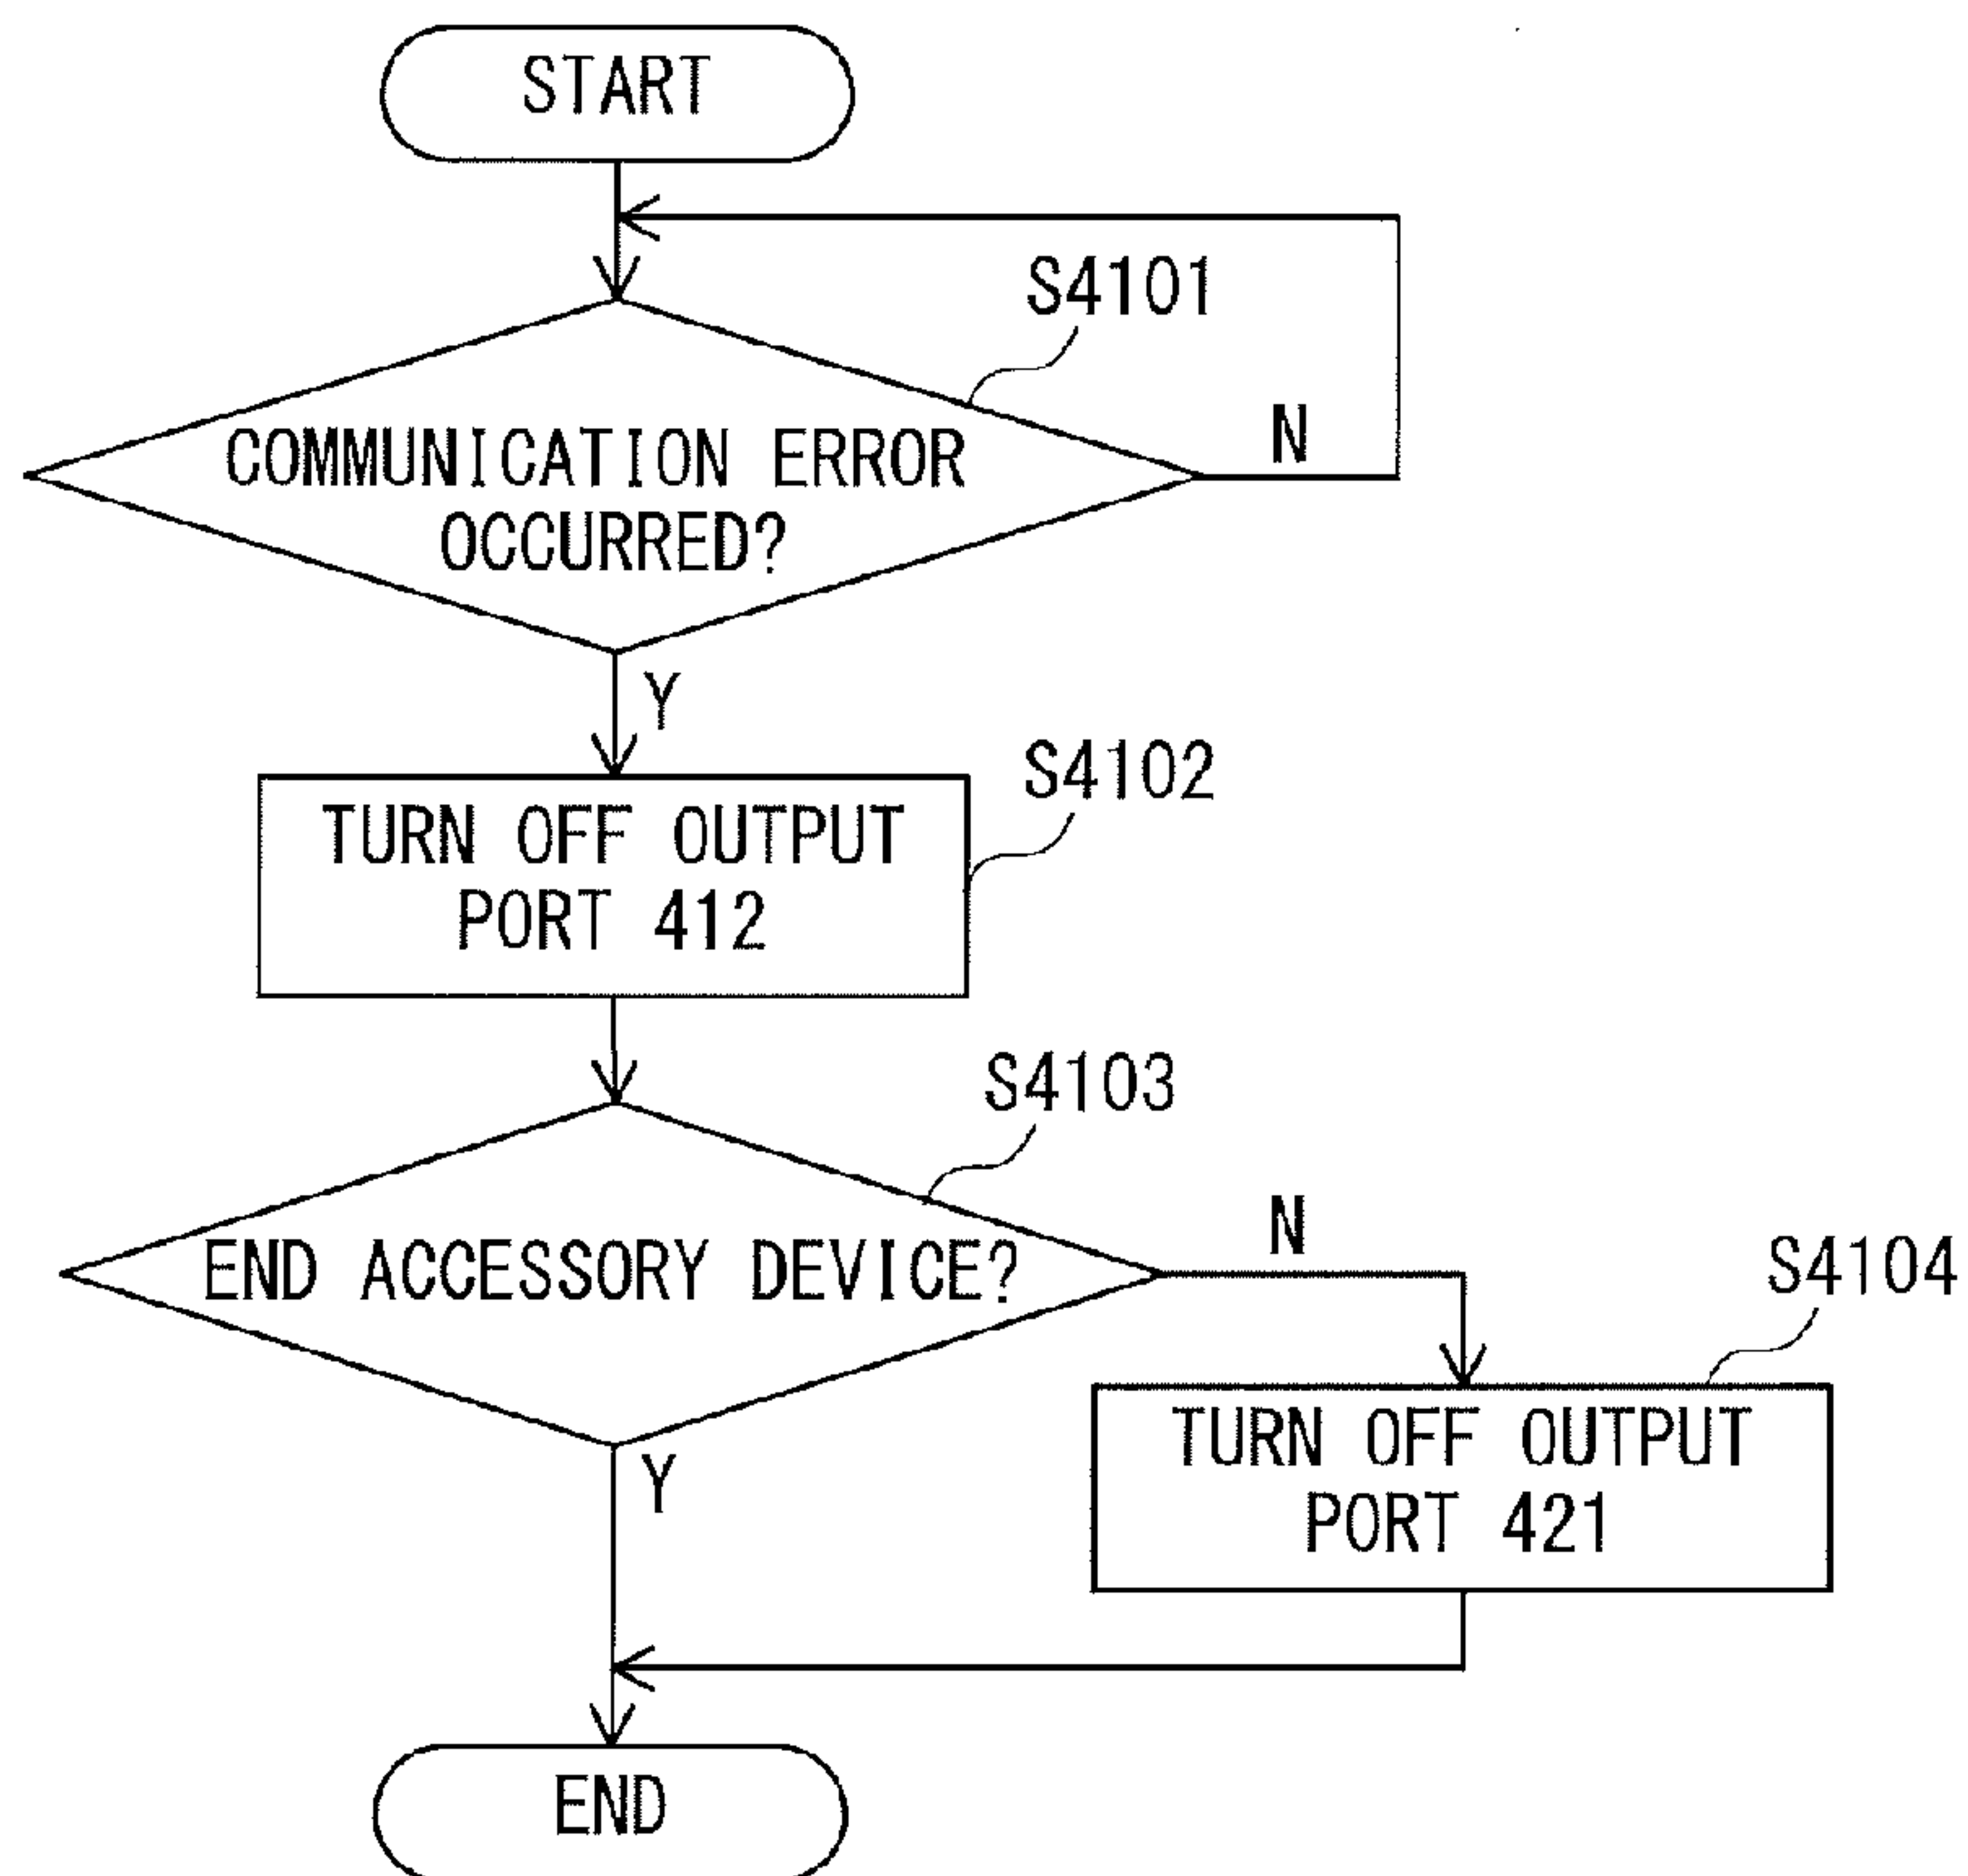 START
S4101
COMMUNICATION ERROR
OCCURRED?
N
Y
S4102
TURN OFF OUTPUT
PORT 412
S4103
END ACCESSORY DEVICE?
N
S4104
Y
TURN OFF OUTPUT
PORT 421
END